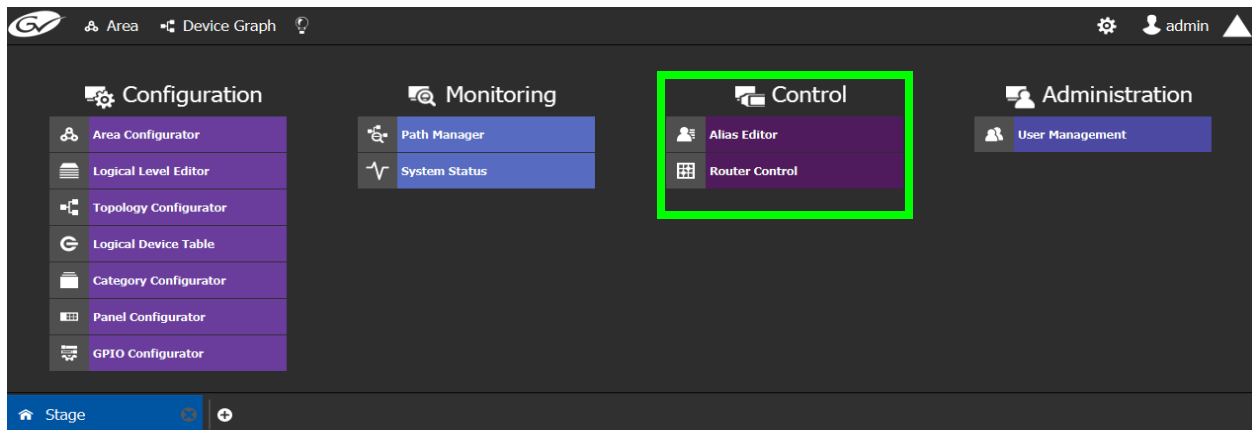 GV Area Device Graph admin
Configuration Monitoring Control Administration
Area Configurator Path Manager Alias Editor User Management
Logical Level Editor System Status Router Control
Topology Configurator
Logical Device Table
Category Configurator
Panel Configurator
GPIO Configurator
Stage